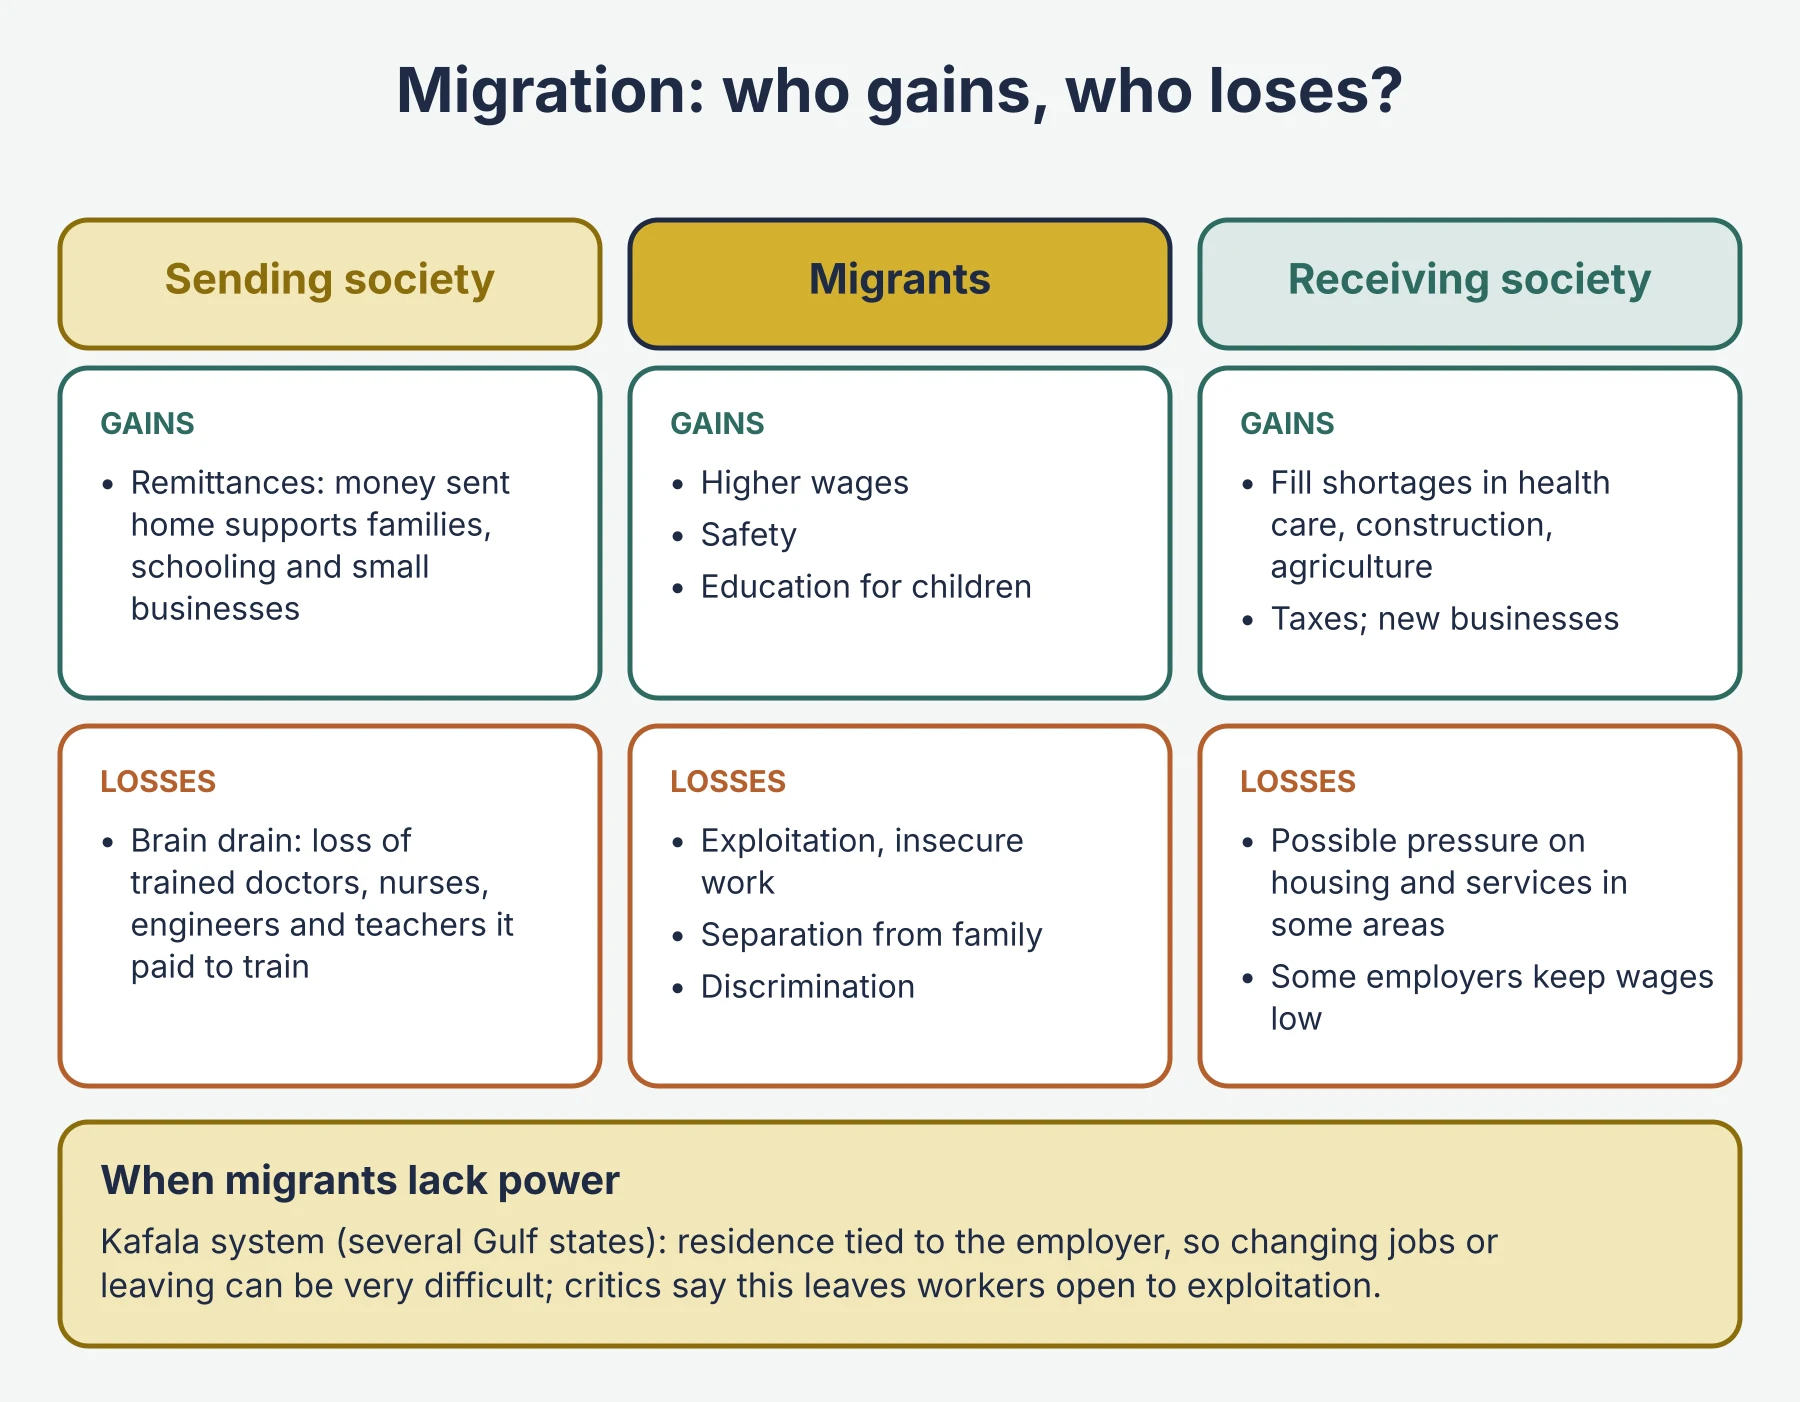 Migration: who gains, who loses?
Sending society
Migrants
Receiving society
GAINS
• Remittances: money sent
home supports families,
schooling and small
businesses
GAINS
• Higher wages
• Safety
• Education for children
GAINS
• Fill shortages in health
care, construction,
agriculture
• Taxes; new businesses
LOSSES
• Brain drain: loss of
trained doctors, nurses,
engineers and teachers it
paid to train
LOSSES
• Exploitation, insecure
work
• Separation from family
• Discrimination
LOSSES
• Possible pressure on
housing and services in
some areas
• Some employers keep wages
low
When migrants lack power
Kafala system (several Gulf states): residence tied to the employer, so changing jobs or
leaving can be very difficult; critics say this leaves workers open to exploitation.